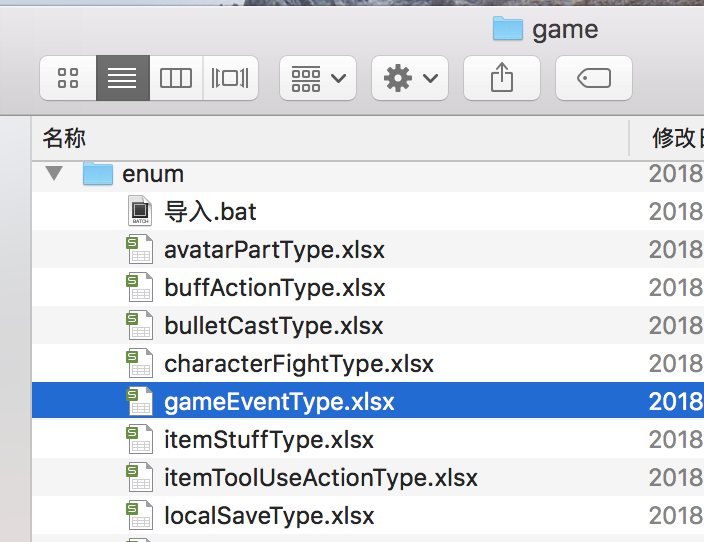 game
名称
修改日
enum
2018
导入.bat
2018
avatarPartType.xlsx
2018
buffActionType.xlsx
2018
bulletCastType.xlsx
2018
characterFightType.xlsx
2018
gameEventType.xlsx
2018
itemStuffType.xlsx
2018
itemToolUseActionType.xlsx
2018
localSaveType.xlsx
2018